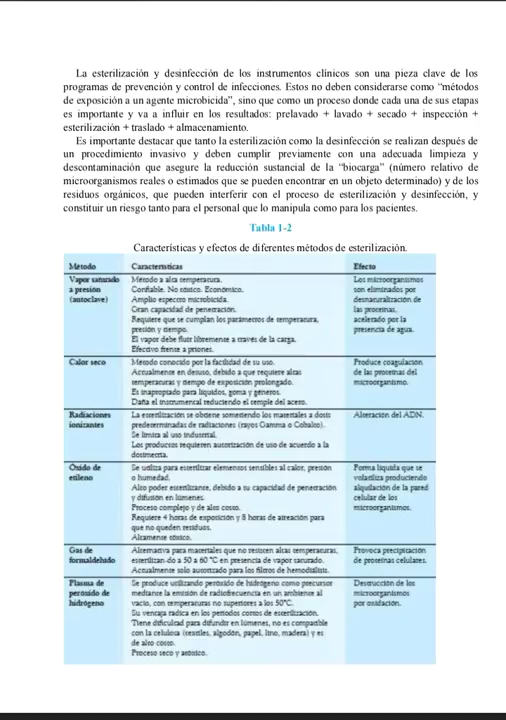 La esterilización y desinfección de los instrumentos clínicos son una pieza clave de los
programas de prevención y control de infecciones. Estos no deben considerarse como “métodos
de exposición a un agente microbicida”, sino que como un proceso donde cada una de sus etapas
es importante y va a influir en los resultados: prelavado + lavado + secado + inspección +
esterilización + traslado + almacenamiento.
Es importante destacar que tanto la esterilización como la desinfección se realizan después de
un procedimiento invasivo y deben cumplir previamente con una adecuada limpieza y
descontaminación que asegure la reducción sustancial de la “biocarga” (número relativo de
microorganismos reales o estimados que se pueden encontrar en un objeto determinado) y de los
residuos orgánicos, que pueden interferir con el proceso de esterilización y desinfección, y
constituir un riesgo tanto para el personal que lo manipula como para los pacientes.
Tabla 1-2
Características y efectos de diferentes métodos de esterilización.
Método Características Efecto
Vapor saturado a presión (autoclave)
Método a alta temperatura.
Confiable. No tóxico. Económico.
Amplio espectro microbicida.
Gran capacidad de penetración.
Requiere que se cumplan los parámetros de temperatura,
presión y tiempo.
El vapor debe fluir libremente a través de la carga.
Efectivo frente a priones.
Los microorganismos
son eliminados por
desnaturalización de
las proteínas,
acelerado por la
presencia de agua.
Calor seco
Método conocido por la facilidad de su uso.
Actualmente en desuso, debido a que requiere altas
temperaturas y tiempo de exposición prolongado.
Es inapropiado para líquidos, goma y géneros.
Daña el instrumental reduciendo el temple del acero.
Produce coagulación
de las proteínas del
microorganismo.
Radiaciones
ionizantes
La esterilización se obtiene sometiendo los materiales a dosis
predeterminadas de radiaciones (rayos Gamma o Cobalto).
Se limita al uso industrial.
Los productos requieren autorización de uso de acuerdo a la
dosimetría.
Alteración del ADN.
Óxido de
etileno
Se utiliza para esterilizar elementos sensibles al calor, presión
o humedad.
Alto poder esterilizante, debido a su capacidad de penetración
y difusión en lúmenes.
Proceso complejo y de alto costo.
Requiere 4 horas de exposición y 8 horas de aireación para
que no queden residuos.
Altamente tóxico.
Forma líquida que se
volatiliza produciendo
alquilación de la pared
celular de los
microorganismos.
Gas de
formaldehído
Alternativa para materiales que no resisten altas temperaturas,
esterilizan do a 50 a 60 °C en presencia de vapor saturado.
Actualmente solo autorizado para los filtros de hemodiálisis.
Provoca precipitación
de proteínas celulares.
Plasma de
peróxido de
hidrógeno
Se produce utilizando peróxido de hidrógeno como precursor
mediante la emisión de radiofrecuencia en un ambiente al
vacío, con temperaturas no superiores a los 50°C.
Su ventaja radica en los períodos cortos de esterilización.
Tiene dificultad para difundir en lúmenes, no es compatible
con la celulosa (textiles, algodón, papel, lino, madera) y es
de alto costo.
Proceso seco y atóxico.
Destrucción de los
microorganismos
por oxidación.